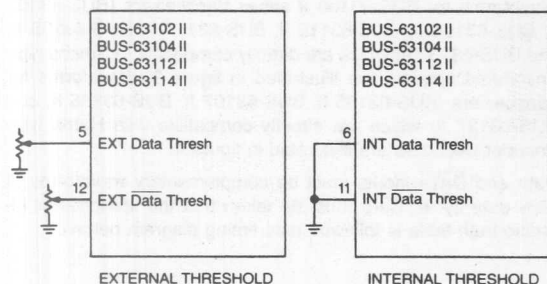 BUS-63102 II
BUS-63104 II
BUS-63112 II
BUS-63114 II
5
EXT Data Thresh
12
EXT Data Thresh
EXTERNAL THRESHOLD
BUS-63102 II
BUS-63104 II
BUS-63112 II
BUS-63114 II
6
INT Data Thresh
11
INT Data Thresh
INTERNAL THRESHOLD